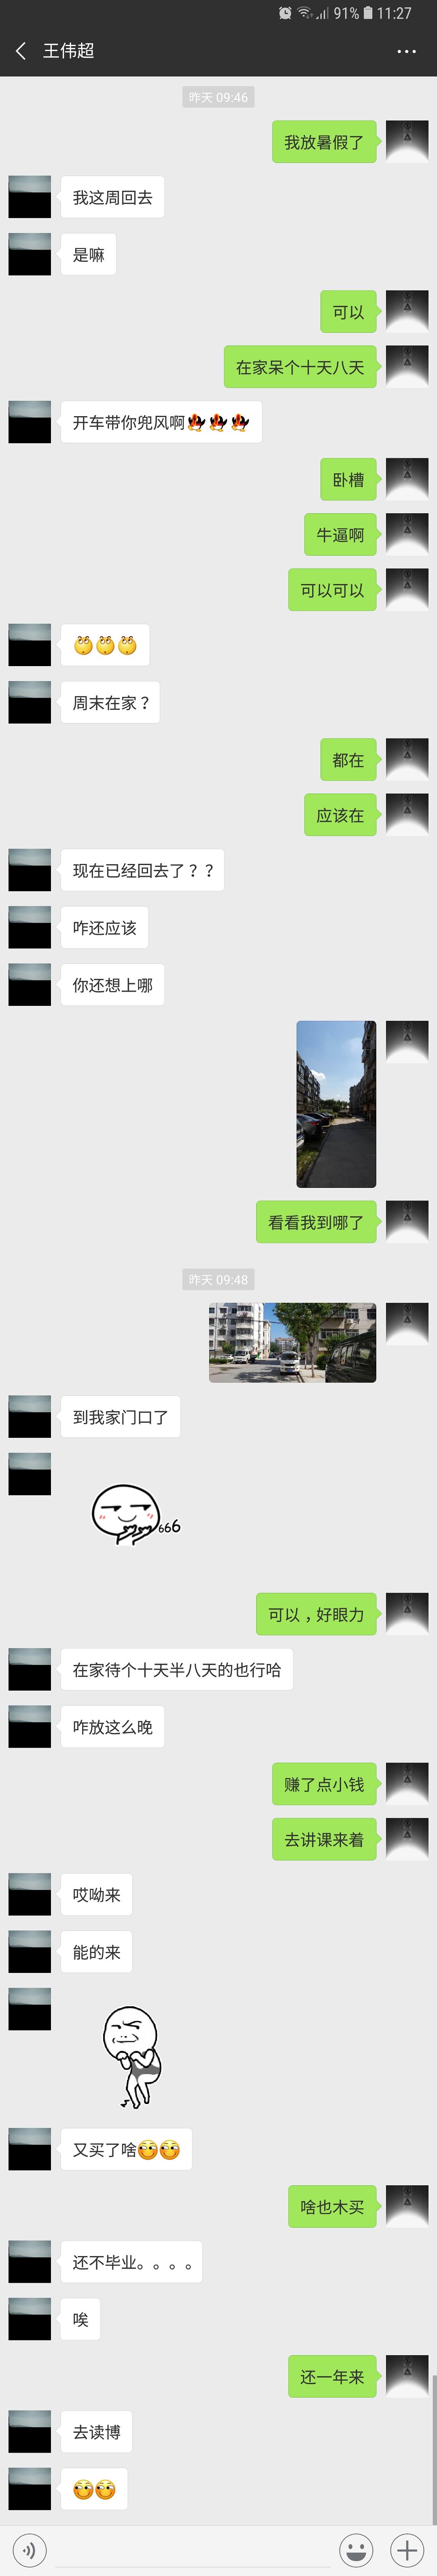 91% 11:27
王伟超
昨天 09:46
我放暑假了
我这周回去
是嘛
可以
在家呆个十天八天
开车带你兜风啊
卧槽
牛逼啊
可以可以
周末在家？
都在
应该在
现在已经回去了？？
咋还应该
你还想上哪
看看我到哪了
昨天 09:48
到我家门口了
666
可以，好眼力
在家待个十天半八天的也行哈
咋放这么晚
赚了点小钱
去讲课来着
哎呦来
能的来
又买了啥
啥也木买
还不毕业。。。。
唉
还一年来
去读博